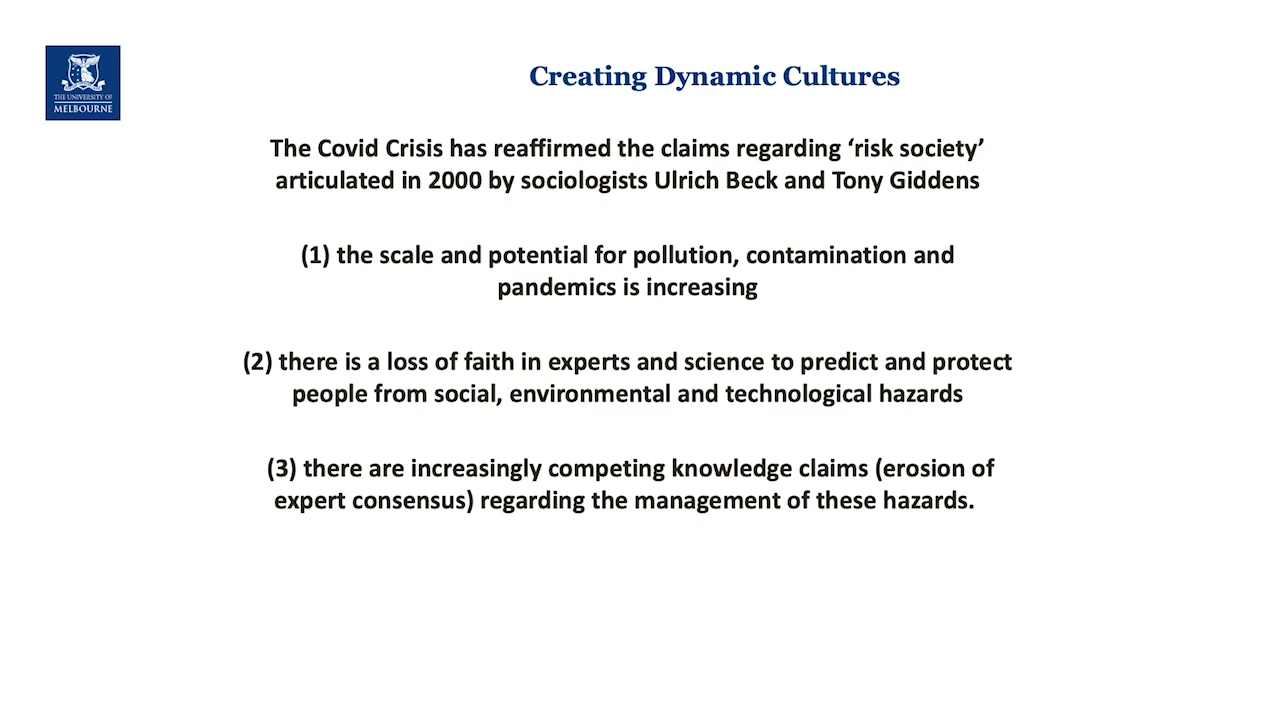 THE UNIVERSITY OF
MELBOURNE
Creating Dynamic Cultures
The Covid Crisis has reaffirmed the claims regarding ‘risk society’
articulated in 2000 by sociologists Ulrich Beck and Tony Giddens
(1) the scale and potential for pollution, contamination and
pandemics is increasing
(2) there is a loss of faith in experts and science to predict and protect
people from social, environmental and technological hazards
(3) there are increasingly competing knowledge claims (erosion of
expert consensus) regarding the management of these hazards.